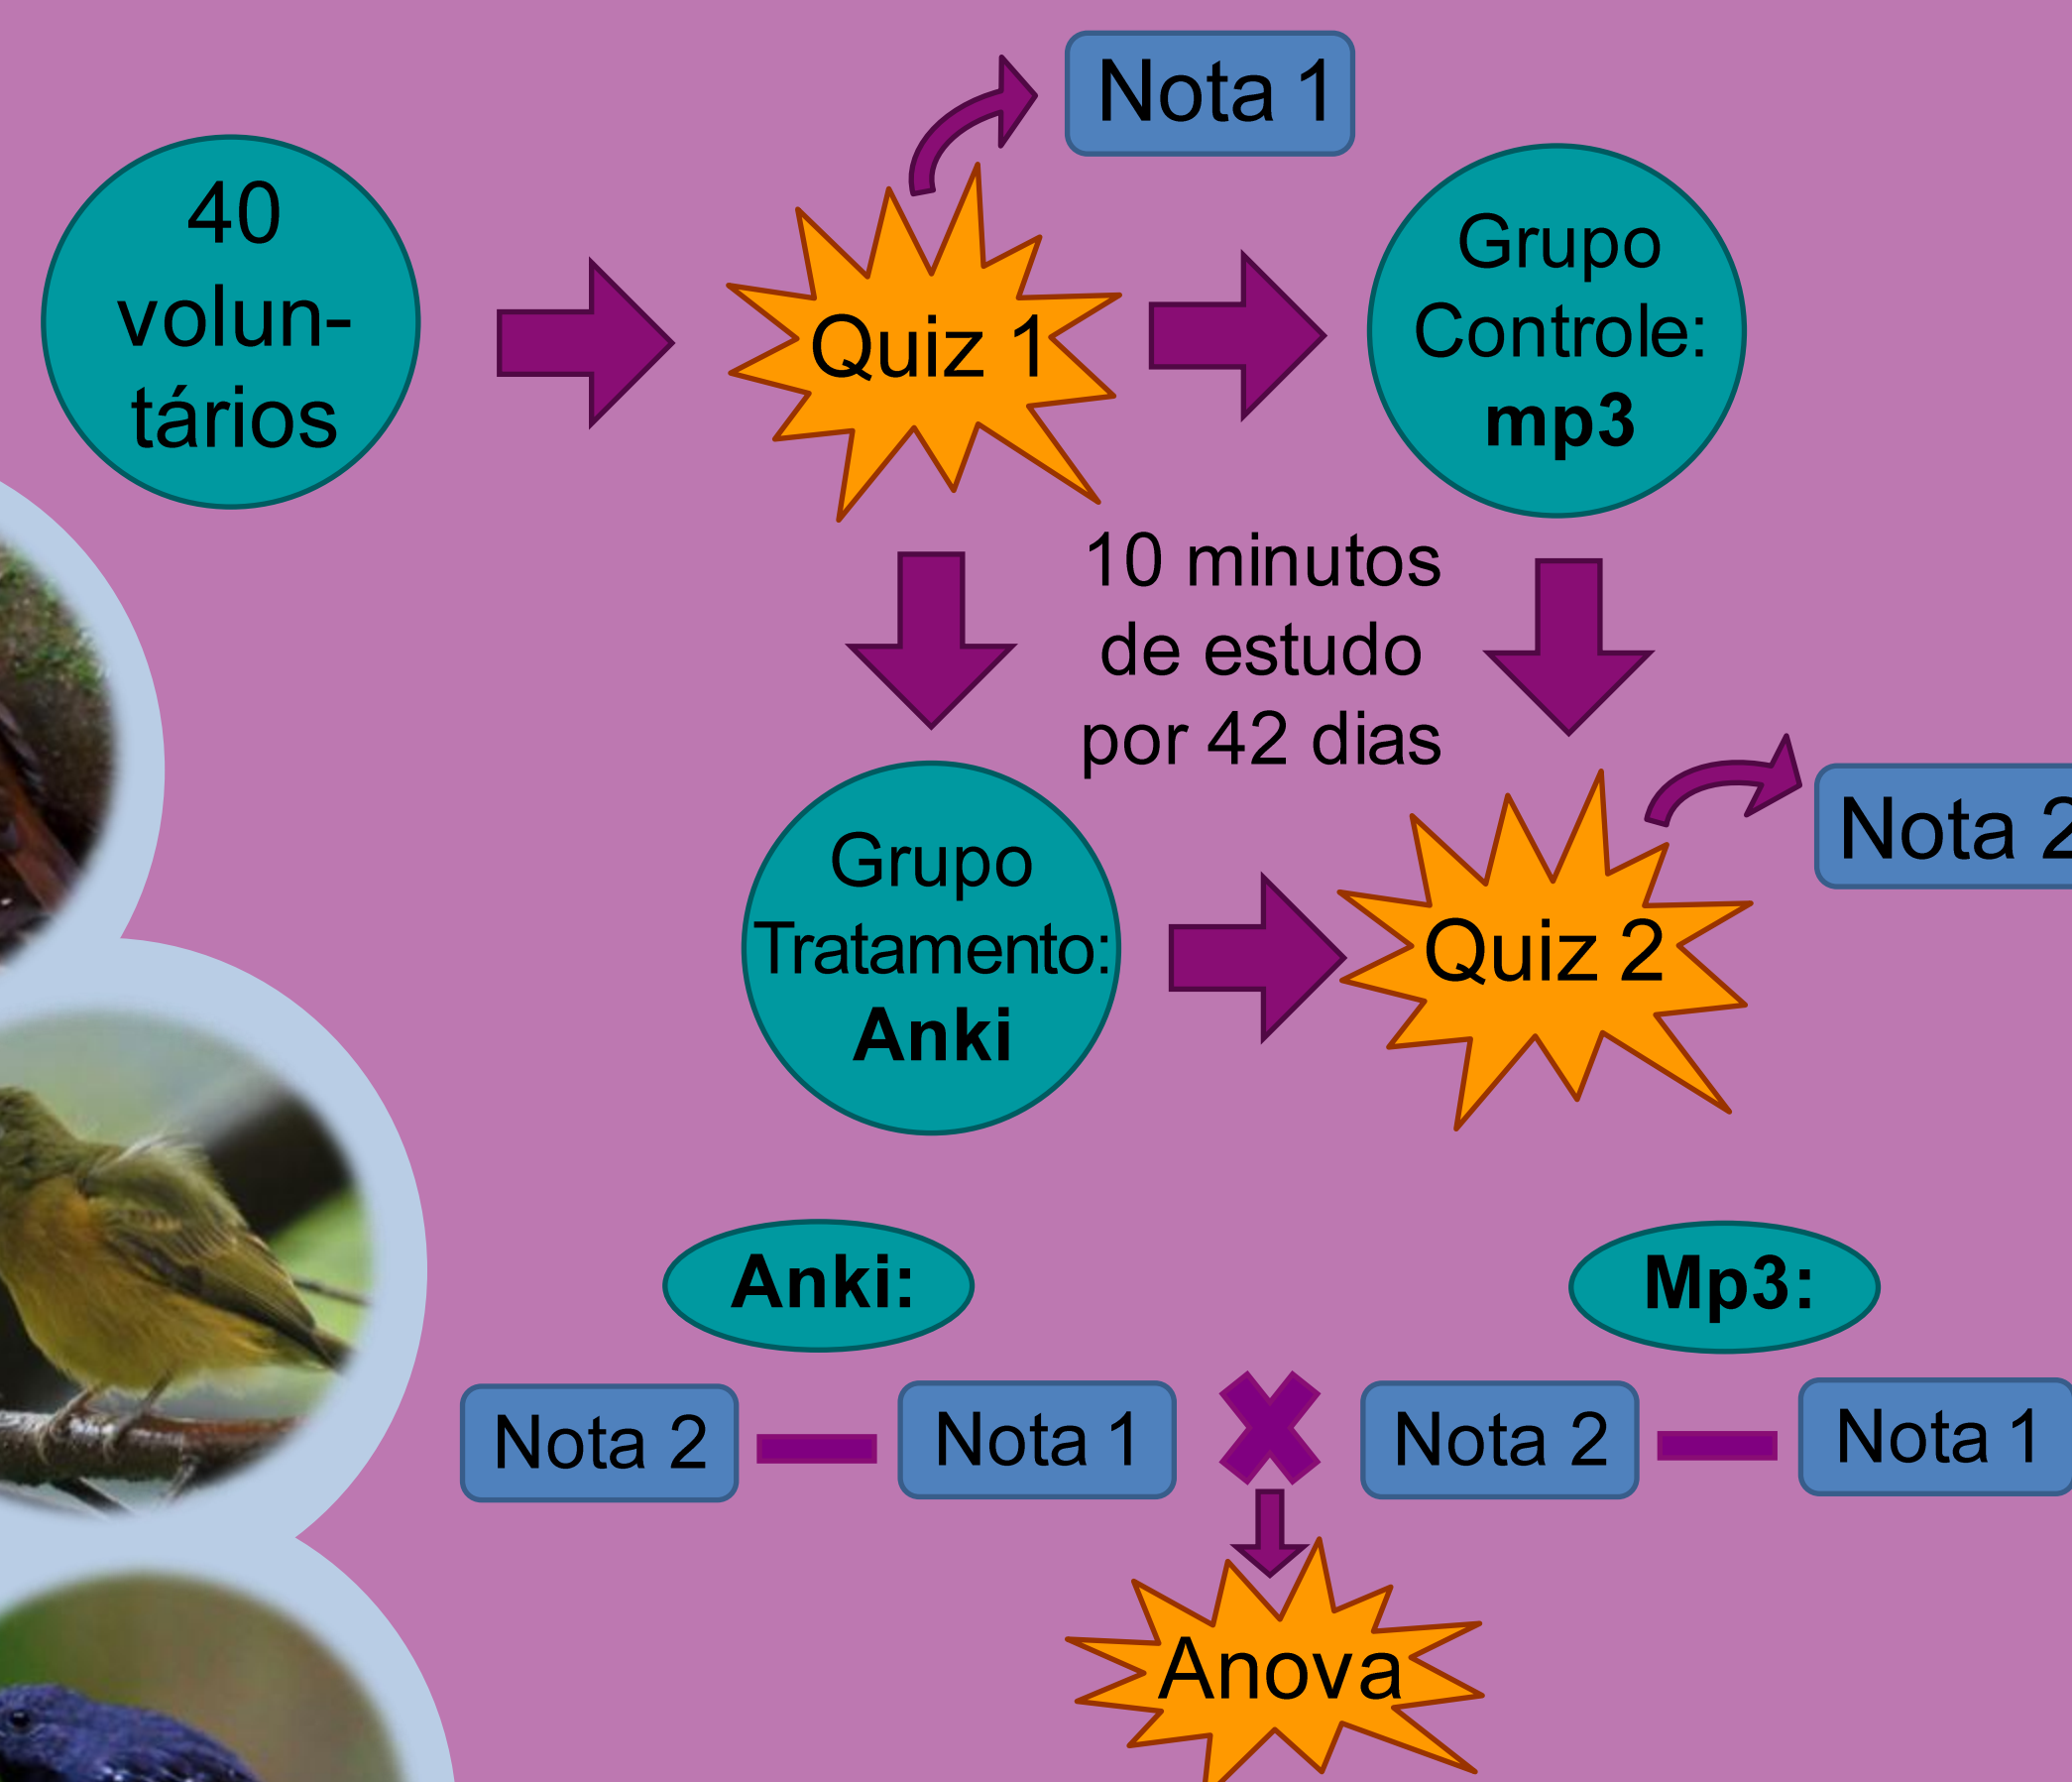 Nota 1
40
volun-
tários
Quiz 1
Grupo
Controle:
mp3
10 minutos
de estudo
por 42 dias
Grupo
Tratamento:
Anki
Quiz 2
Nota 2
Anki:
Mp3:
Nota 2
Nota 1
Nota 2
Nota 1
Anova